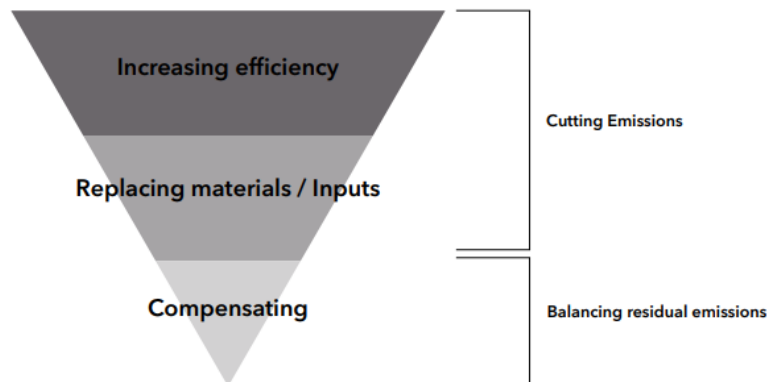 Increasing efficiency
Cutting Emissions
Replacing materials / Inputs
Compensating
Balancing residual emissions